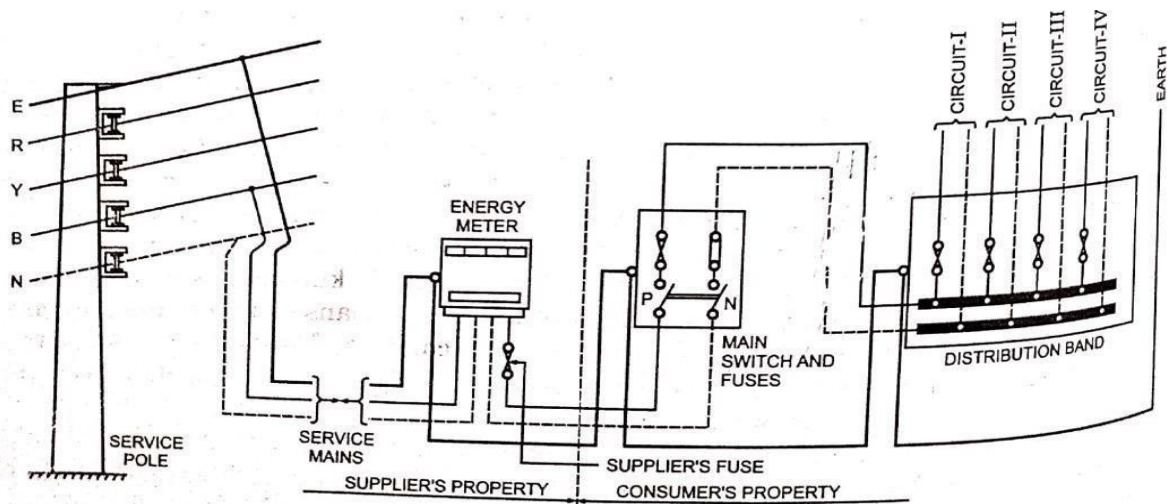 E
R
Y
B
N
SERVICE
POLE
SERVICE
MAINS
ENERGY
METER
SUPPLIER'S FUSE
SUPPLIER'S PROPERTY
CONSUMER'S PROPERTY
P
N
MAIN
SWITCH AND
FUSES
CIRCUIT-I
CIRCUIT-II
CIRCUIT-III
CIRCUIT-IV
EARTH
DISTRIBUTION BAND